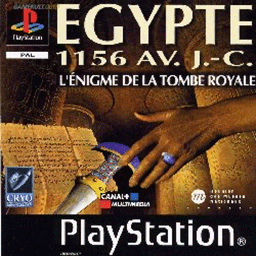 PlayStation
PAL
EGYPTE
1156 AV. J.-C.
L'ÉNIGME DE LA TOMBE ROYALE
CANAL+
MULTIMEDIA
CRYO
PlayStation®